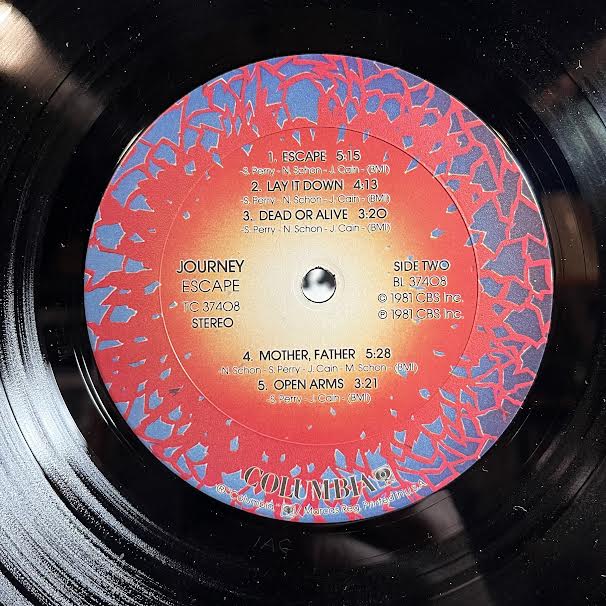 1. ESCAPE 5:15
-S. Perry - N. Schon - J. Cain - (BMI)
2. LAY IT DOWN 4:13
-S. Perry - N. Schon - J. Cain - (BMI)
3. DEAD OR ALIVE 3:20
-S. Perry - N. Schon - J. Cain - (BMI)
JOURNEY
ESCAPE
TC 37408
STEREO
SIDE TWO
BL 37408
© 1981 CBS Inc.
℗ 1981 CBS Inc.
4. MOTHER, FATHER 5:28
-N. Schon - S. Perry - J. Cain - M. Schon - (BMI)
5. OPEN ARMS 3:21
-S. Perry - J. Cain - (BMI)
COLUMBIA
® "Columbia," Marcas Reg. Printed in U.S.A.